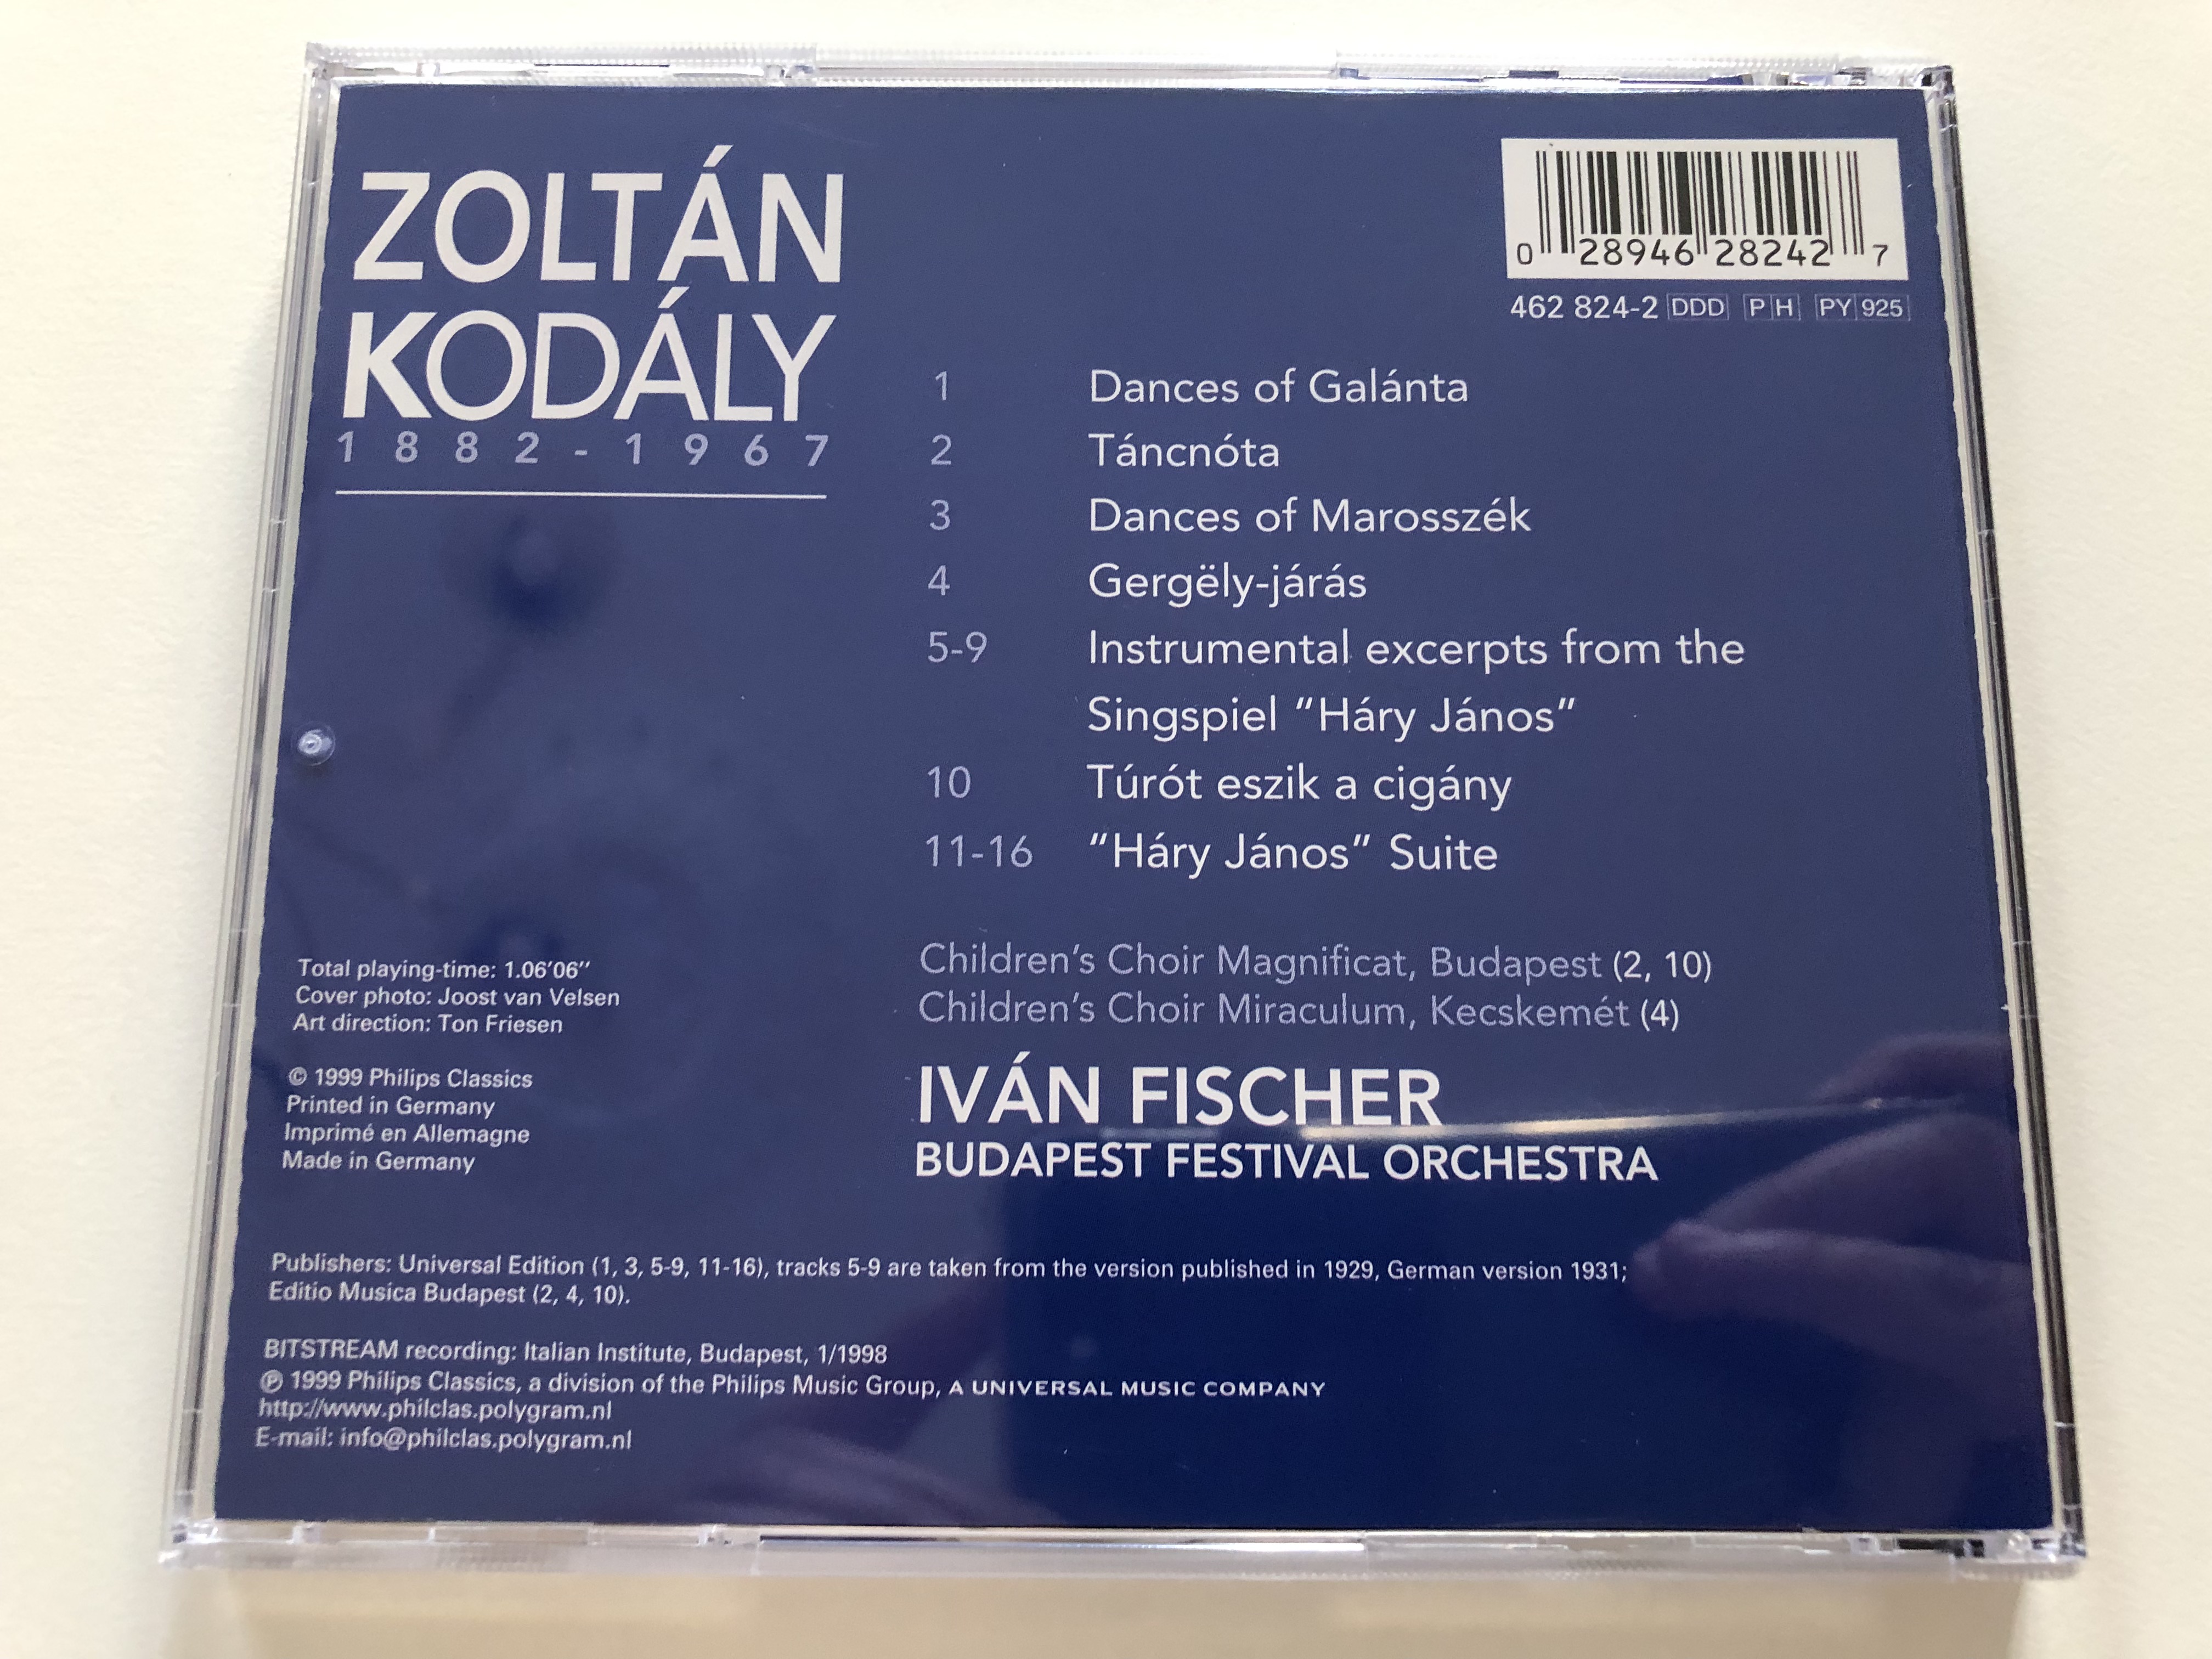 ZOLTÁN
KODÁLY
1882-1967
0 28946 28242 7
462 824-2 DDD PH PY 925
1 Dances of Galánta
2 Táncnóta
3 Dances of Marosszék
4 Gergëly-járás
5-9 Instrumental excerpts from the
Singspiel “Háry János”
10 Túrót eszik a cigány
11-16 “Háry János” Suite
Children’s Choir Magnificat, Budapest (2, 10)
Children’s Choir Miraculum, Kecskemét (4)
IVÁN FISCHER
BUDAPEST FESTIVAL ORCHESTRA
Total playing-time: 1.06’06’’
Cover photo: Joost van Velsen
Art direction: Ton Friesen
© 1999 Philips Classics
Printed in Germany
Imprimé en Allemagne
Made in Germany
Publishers: Universal Edition (1, 3, 5-9, 11-16), tracks 5-9 are taken from the version published in 1929, German version 1931;
Editio Musica Budapest (2, 4, 10).
BITSTREAM recording: Italian Institute, Budapest, 1/1998
℗ 1999 Philips Classics, a division of the Philips Music Group, A UNIVERSAL MUSIC COMPANY
http://www.philclas.polygram.nl
E-mail: info@philclas.polygram.nl